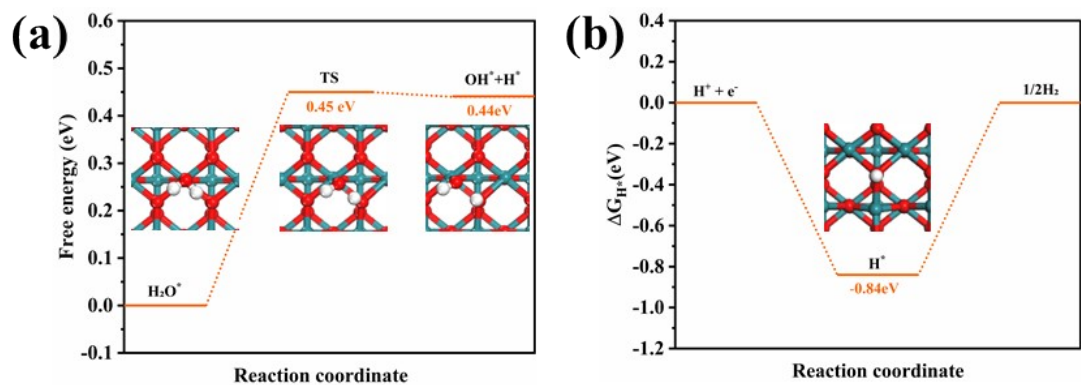 (a)
Free energy (eV)
0.6
0.5
0.4
0.3
0.2
0.1
0.0
-0.1
H₂O*
TS
0.45 eV
OH*+H*
0.44eV
Reaction coordinate
(b)
ΔG_H*(eV)
0.4
0.2
0.0
-0.2
-0.4
-0.6
-0.8
-1.0
-1.2
H⁺ + e⁻
H*
-0.84eV
1/2H₂
Reaction coordinate